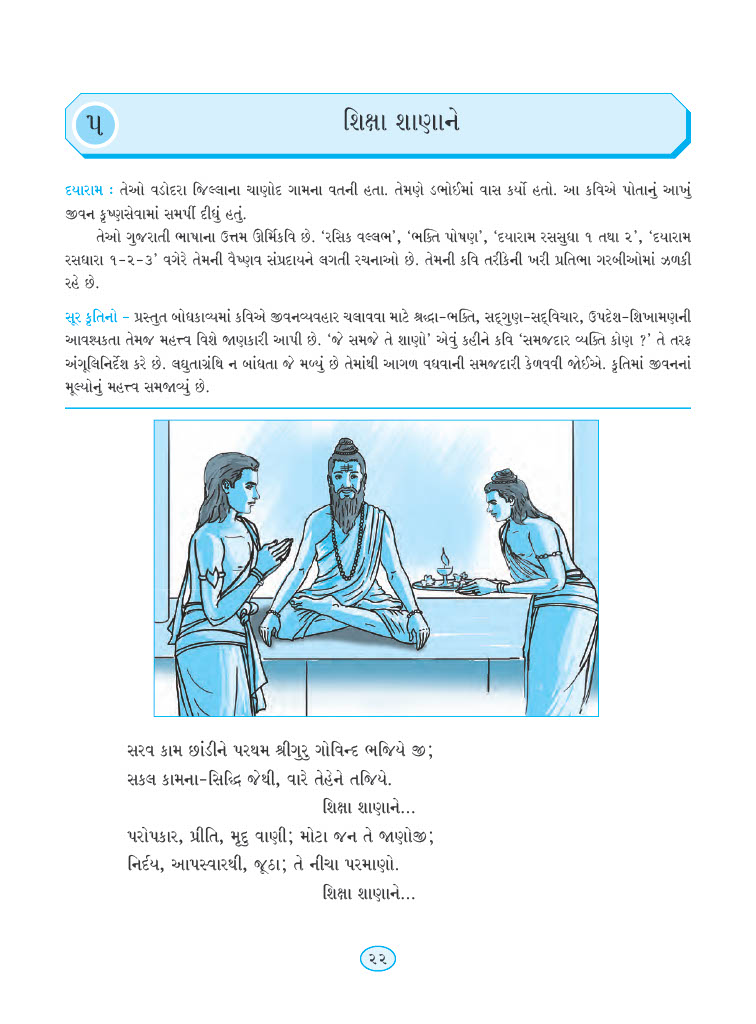 ૫
શિક્ષા શાણાને
દયારામ : તેઓ વડોદરા જિલ્લાના ચાણોદ ગામના વતની હતા. તેમણે ડભોઈમાં વાસ કર્યો હતો. આ કવિએ પોતાનું આખું
જીવન કૃષ્ણસેવામાં સમર્પી દીધું હતું.
તેઓ ગુજરાતી ભાષાના ઉત્તમ ઊર્મિકવિ છે. ‘રસિક વલ્લભ’, ‘ભક્તિ પોષણ’, ‘દયારામ રસસુધા ૧ તથા ૨’, ‘દયારામ
રસધારા ૧-૨-૩’ વગેરે તેમની વૈષ્ણવ સંપ્રદાયને લગતી રચનાઓ છે. તેમની કવિ તરીકેની ખરી પ્રતિભા ગરબીઓમાં ઝળકી
રહે છે.
સૂર કૃતિનો – પ્રસ્તુત બોધકાવ્યમાં કવિએ જીવનવ્યવહાર ચલાવવા માટે શ્રદ્ધા-ભક્તિ, સદ્ગુણ-સદ્વિચાર, ઉપદેશ-શિખામણની
આવશ્યકતા તેમજ મહત્ત્વ વિશે જાણકારી આપી છે. ‘જે સમજે તે શાણો’ એવું કહીને કવિ ‘સમજદાર વ્યક્તિ કોણ ?’ તે તરફ
અંગૂલિનિર્દેશ કરે છે. લઘુતાગ્રંથિ ન બાંધતા જે મળ્યું છે તેમાંથી આગળ વધવાની સમજદારી કેળવવી જોઈએ. કૃતિમાં જીવનનાં
મૂલ્યોનું મહત્ત્વ સમજાવ્યું છે.
સરવ કામ છાંડીને પરથમ શ્રીગુરુ ગોવિન્દ ભજિયે જી;
સકલ કામના-સિદ્ધિ જેથી, વારે તેહેને તજિયે.
શિક્ષા શાણાને...
પરોપકાર, પ્રીતિ, મૃદુ વાણી; મોટા જન તે જાણોજી;
નિર્દય, આપસ્વારથી, જૂઠા; તે નીચા પરમાણો.
શિક્ષા શાણાને...
૨૨